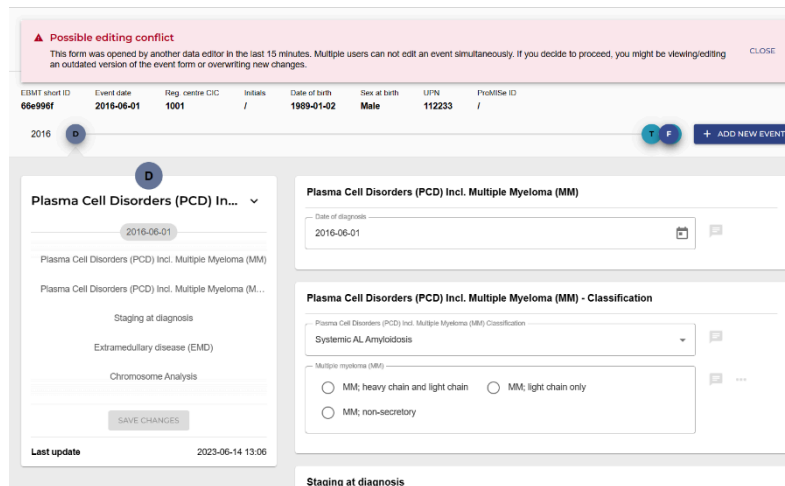 Possible editing conflict
This form was opened by another data editor in the last 15 minutes. Multiple users can not edit an event simultaneously. If you decide to proceed, you might be viewing/editing
an outdated version of the event form or overwriting new changes.
CLOSE
EBMT short ID Event date Reg. centre CIC Initials Date of birth Sex at birth UPN ProMISe ID
66e996f 2016-06-01 1001 / 1989-01-02 Male 112233 /
2016 D T F + ADD NEW EVENT
D
Plasma Cell Disorders (PCD) In...
2016-06-01
Plasma Cell Disorders (PCD) Incl. Multiple Myeloma (MM)
Plasma Cell Disorders (PCD) Incl. Multiple Myeloma (M...
Staging at diagnosis
Extramedullary disease (EMD)
Chromosome Analysis
SAVE CHANGES
Last update 2023-06-14 13:06
Plasma Cell Disorders (PCD) Incl. Multiple Myeloma (MM)
Date of diagnosis
2016-06-01
Plasma Cell Disorders (PCD) Incl. Multiple Myeloma (MM) - Classification
Plasma Cell Disorders (PCD) Incl. Multiple Myeloma (MM) Classification
Systemic AL Amyloidosis
Multiple myeloma (MM)
MM; heavy chain and light chain MM; light chain only
MM; non-secretory
Staging at diagnosis